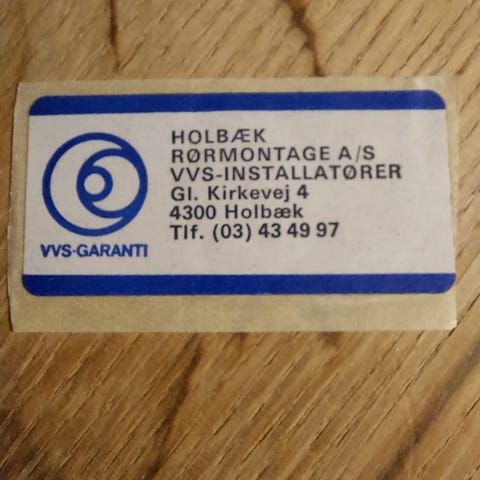 HOLBÆK
RØRMONTAGE A/S
VVS-INSTALLATØRER
Gl. Kirkevej 4
4300 Holbæk
Tlf. (03) 43 49 97
VVS-GARANTI